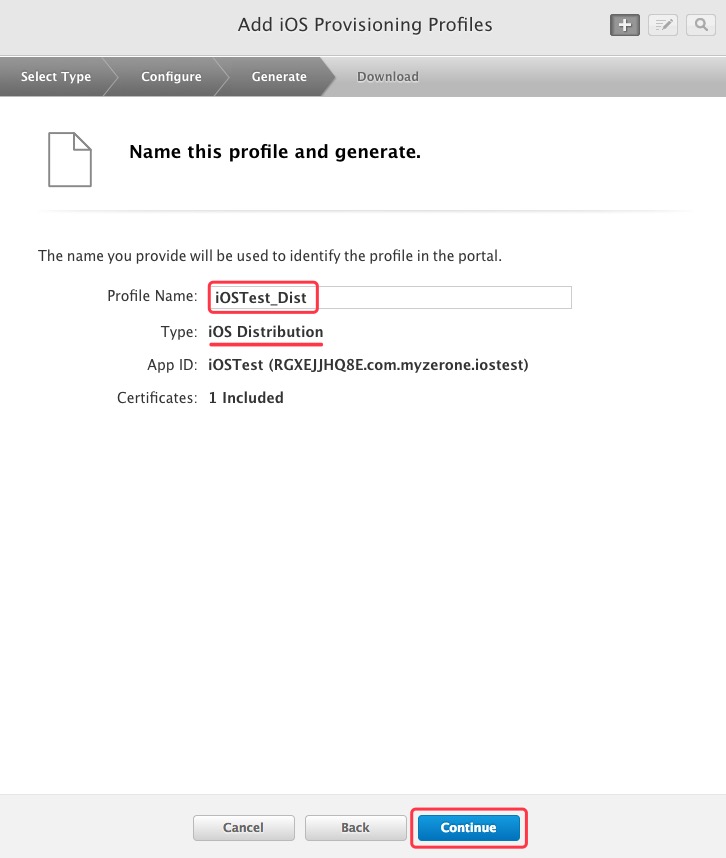 Add iOS Provisioning Profiles
Select Type Configure Generate Download
Name this profile and generate.
The name you provide will be used to identify the profile in the portal.
Profile Name: iOSTest_Dist
Type: iOS Distribution
App ID: iOSTest (RGXEJJHQ8E.com.myzerone.iostest)
Certificates: 1 Included
Cancel Back Continue